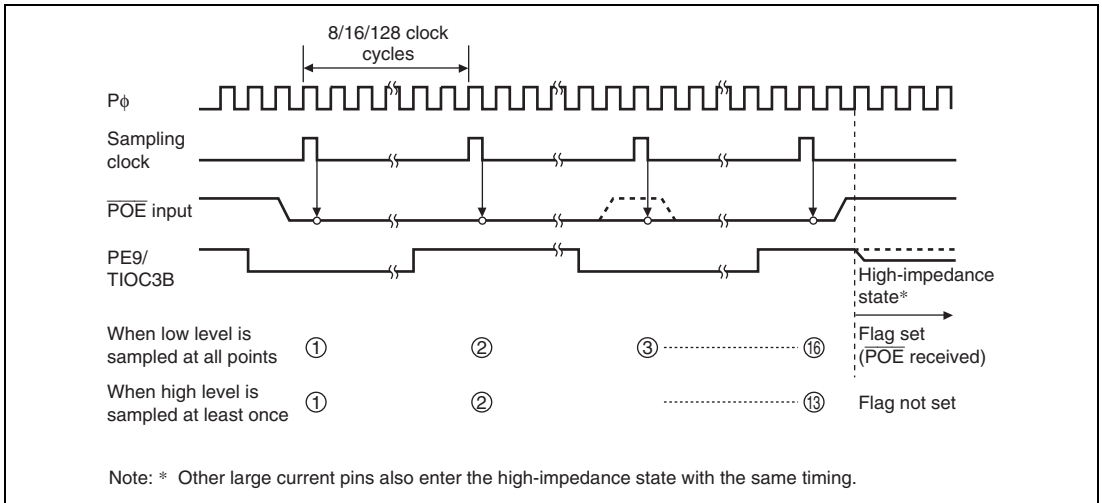 8/16/128 clock
cycles
Pϕ
Sampling
clock
POE input
PE9/
TIOC3B
High-impedance
state*
When low level is
sampled at all points
① ② ③ ⑯
Flag set
(POE received)
When high level is
sampled at least once
① ② ⑬
Flag not set
Note: * Other large current pins also enter the high-impedance state with the same timing.